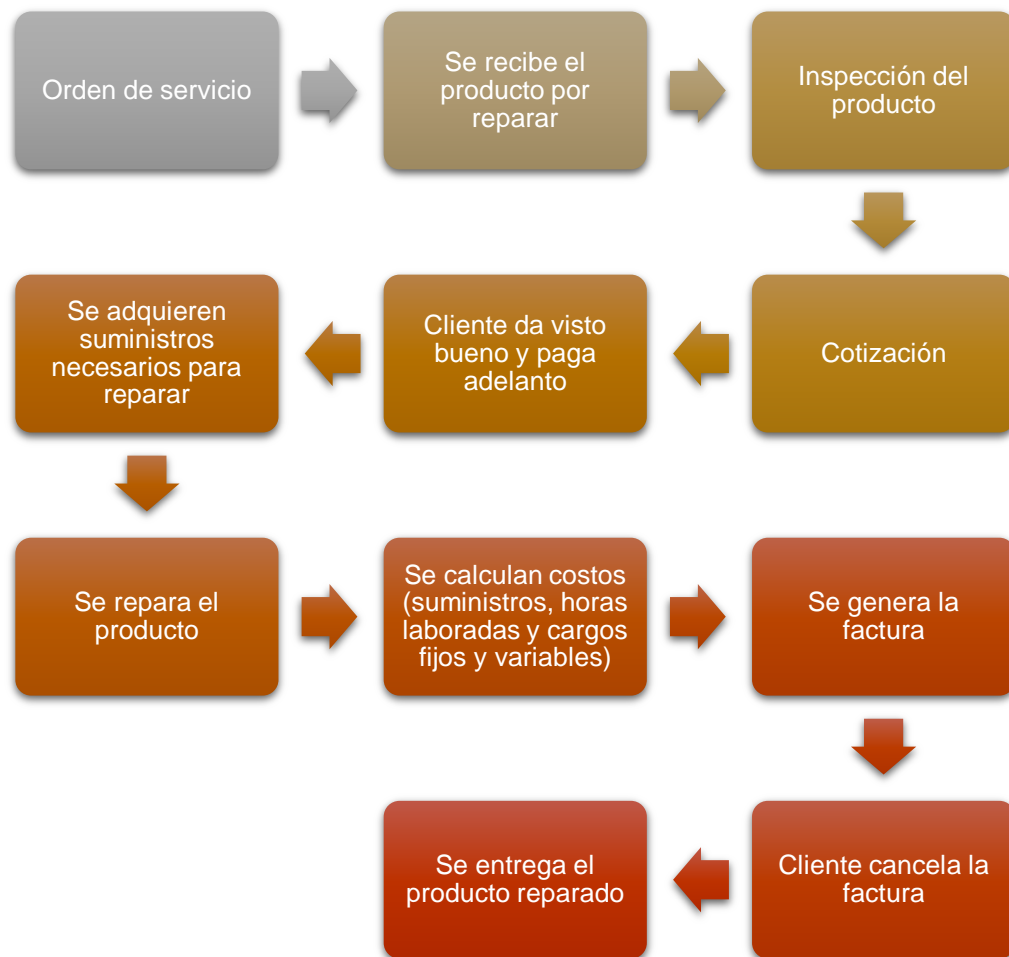 Orden de servicio
Se recibe el
producto por
reparar
Inspección del
producto
Cotización
Cliente da visto
bueno y paga
adelanto
Se adquieren
suministros
necesarios para
reparar
Se repara el
producto
Se calculan costos
(suministros, horas
laboradas y cargos
fijos y variables)
Se genera la
factura
Cliente cancela la
factura
Se entrega el
producto reparado